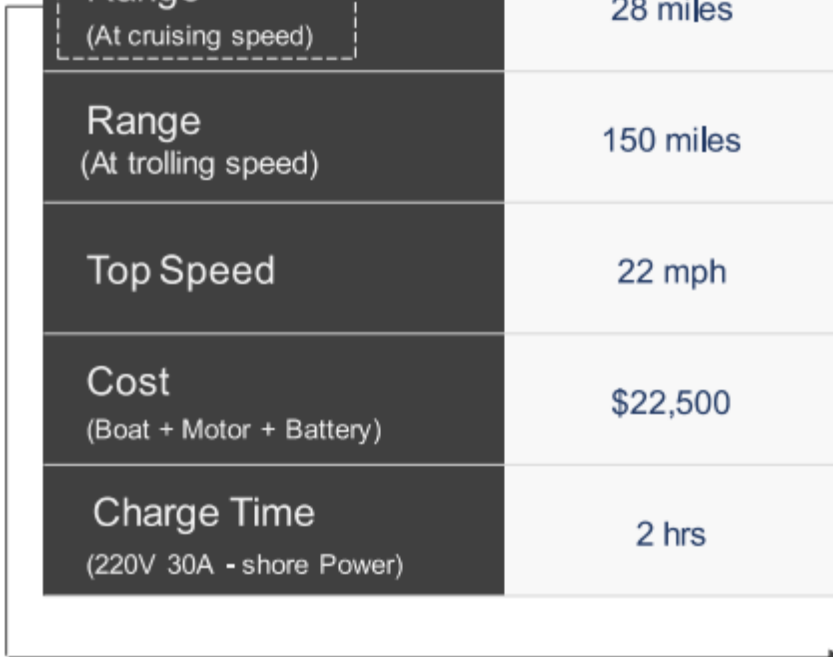 Range
28 miles
(At cruising speed)
Range
(At trolling speed)
150 miles
Top Speed
22 mph
Cost
(Boat + Motor + Battery)
$22,500
Charge Time
(220V 30A - shore Power)
2 hrs